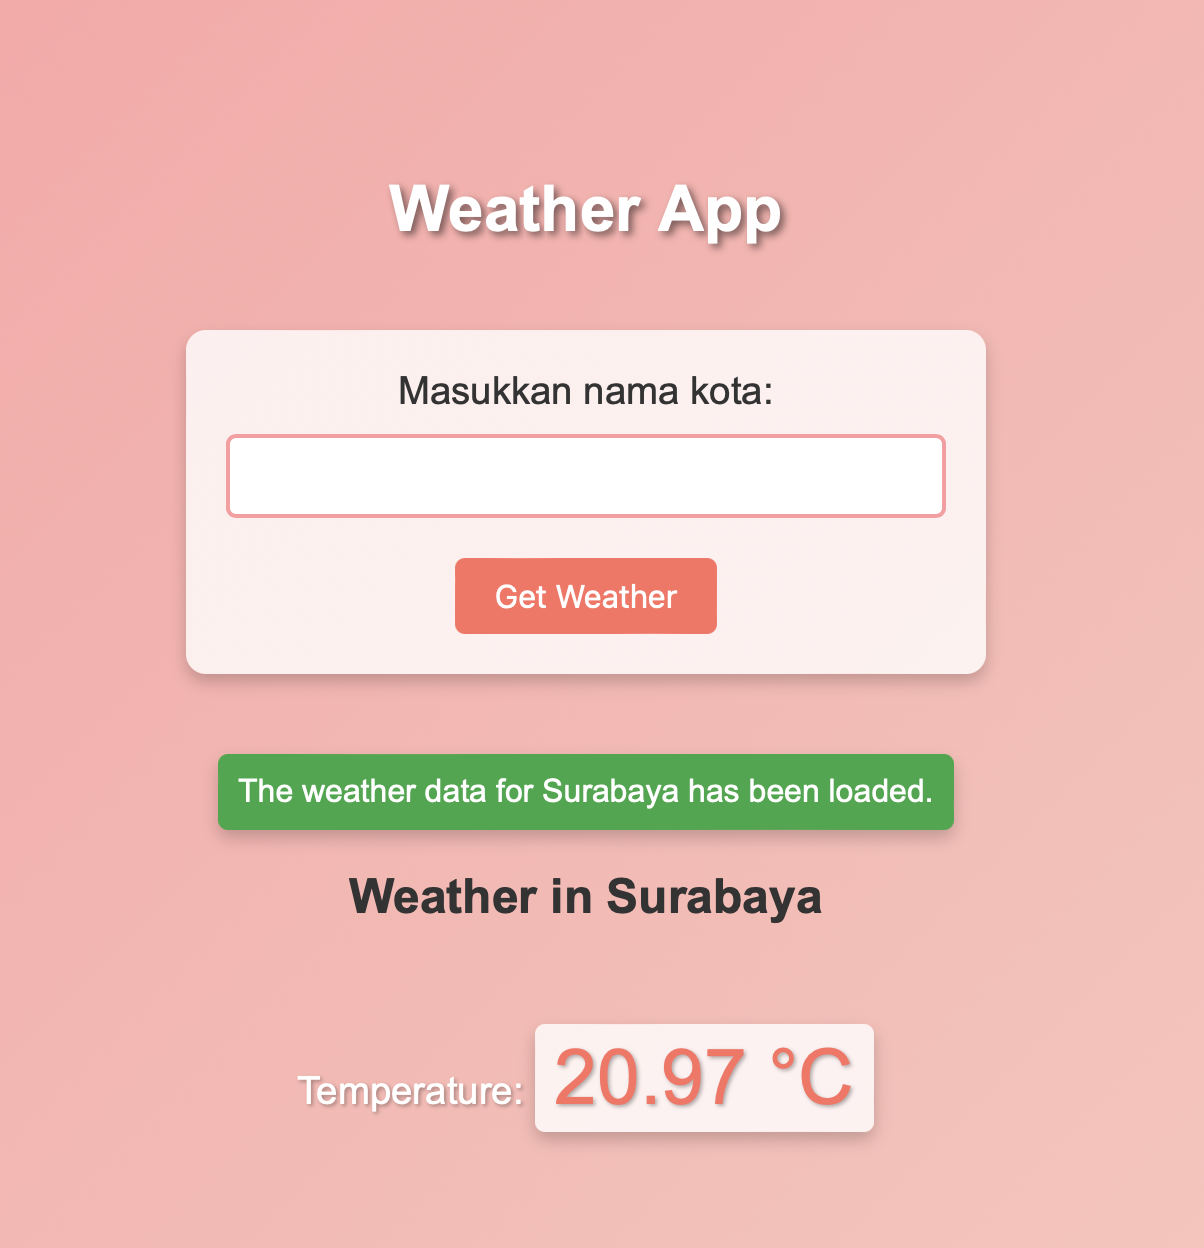 Weather App
Masukkan nama kota:
Get Weather
The weather data for Surabaya has been loaded.
Weather in Surabaya
Temperature: 20.97 °C